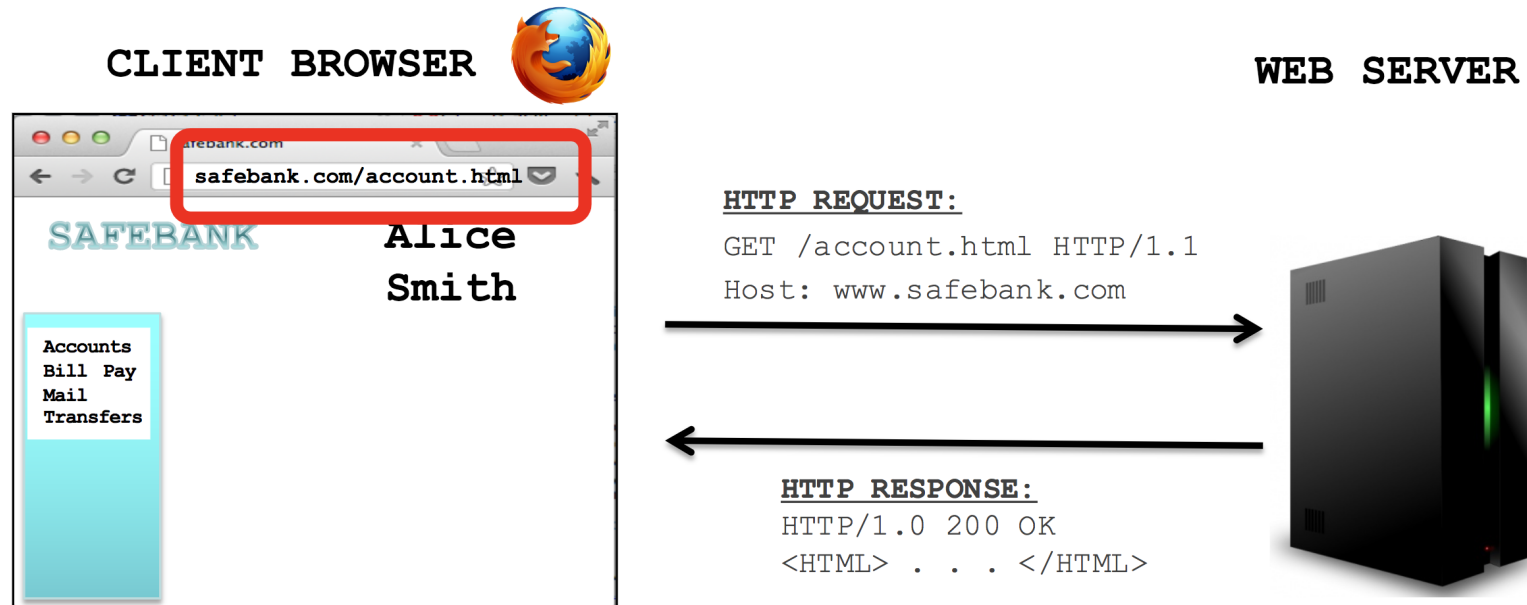 CLIENT BROWSER
WEB SERVER
safebank.com
safebank.com/account.html
SAFEBANK
Alice
Smith
Accounts
Bill Pay
Mail
Transfers
HTTP REQUEST:
GET /account.html HTTP/1.1
Host: www.safebank.com
HTTP RESPONSE:
HTTP/1.0 200 OK
<HTML> . . . </HTML>